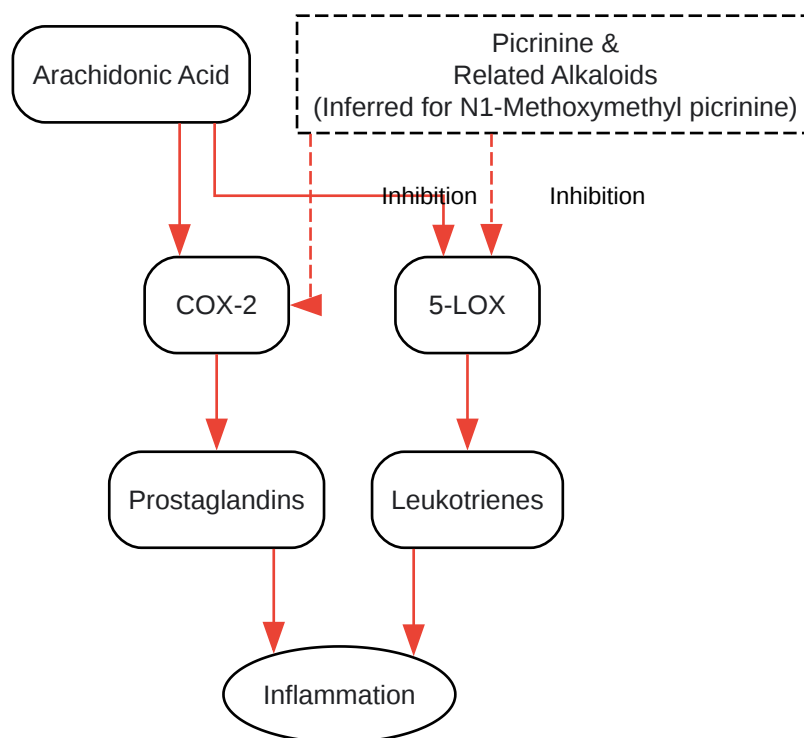 Arachidonic Acid
Picrinine &
Related Alkaloids
(Inferred for N1-Methoxymethyl picrinine)
Inhibition
Inhibition
COX-2
5-LOX
Prostaglandins
Leukotrienes
Inflammation